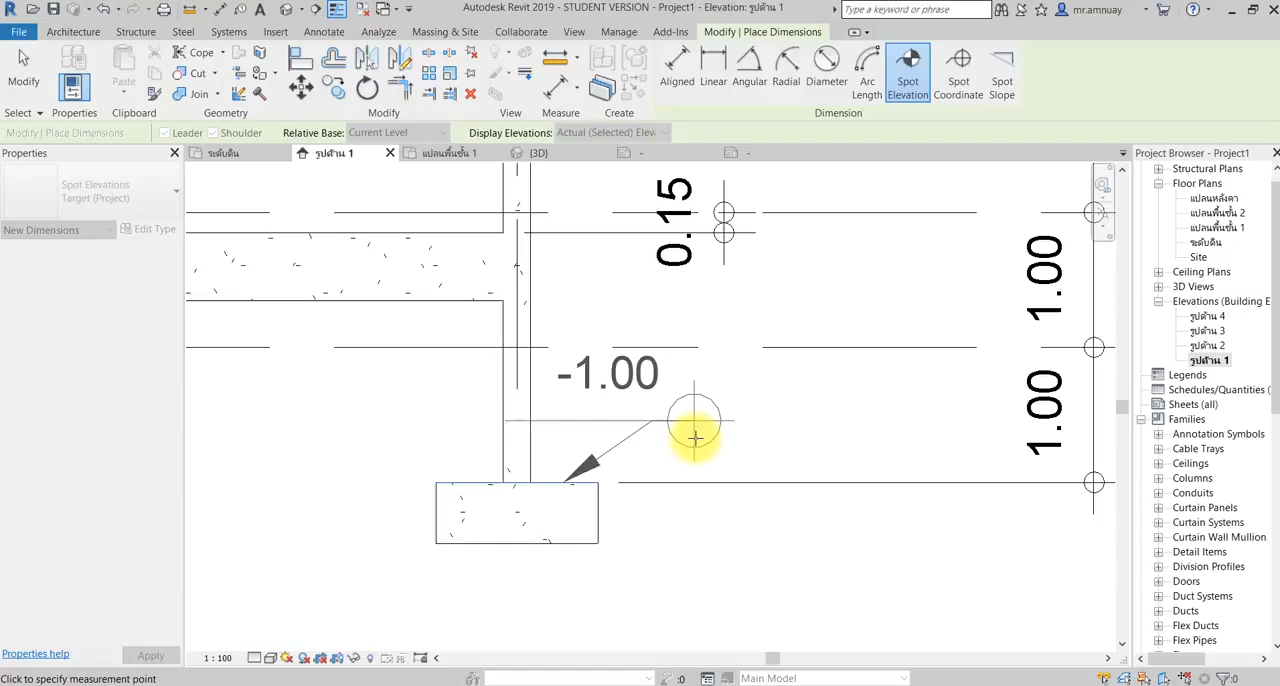 Autodesk Revit 2019 - STUDENT VERSION - Project1 - Elevation: รูปด้าน 1
Type a keyword or phrase
mr.amnuay
File Architecture Structure Steel Systems Insert Annotate Analyze Massing & Site Collaborate View Manage Add-Ins Modify | Place Dimensions
Modify Paste Cope Cut Join Aligned Linear Angular Radial Diameter Arc Length Spot Elevation Spot Coordinate Spot Slope
Select Properties Clipboard Geometry Modify View Measure Create Dimension
Modify | Place Dimensions Leader Shoulder Relative Base: Current Level Display Elevations: Actual (Selected) Elev
Properties
ระดับดิน รูปด้าน 1 แปลนพื้นชั้น 1 {3D} - -
Project Browser - Project1
Spot Elevations
Target (Project)
New Dimensions Edit Type
0.15
1.00
1.00
-1.00
Structural Plans
Floor Plans
แปลนหลังคา
แปลนพื้นชั้น 2
แปลนพื้นชั้น 1
ระดับดิน
Site
Ceiling Plans
3D Views
Elevations (Building E
รูปด้าน 4
รูปด้าน 3
รูปด้าน 2
รูปด้าน 1
Legends
Schedules/Quantities (
Sheets (all)
Families
Annotation Symbols
Cable Trays
Ceilings
Columns
Conduits
Curtain Panels
Curtain Systems
Curtain Wall Mullion
Detail Items
Division Profiles
Doors
Duct Systems
Ducts
Flex Ducts
Flex Pipes
Properties help Apply
1 : 100
Click to specify measurement point
:0 Main Model :0